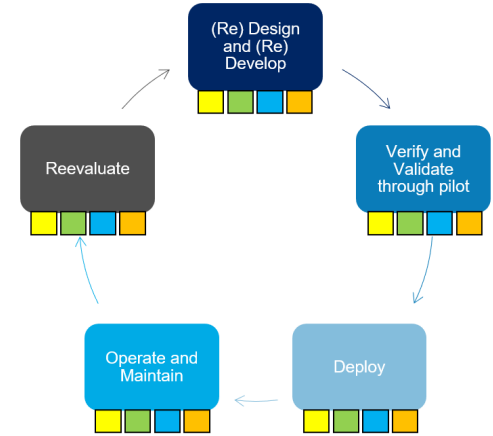 (Re) Design
and (Re)
Develop
Verify and
Validate
through pilot
Deploy
Operate and
Maintain
Reevaluate